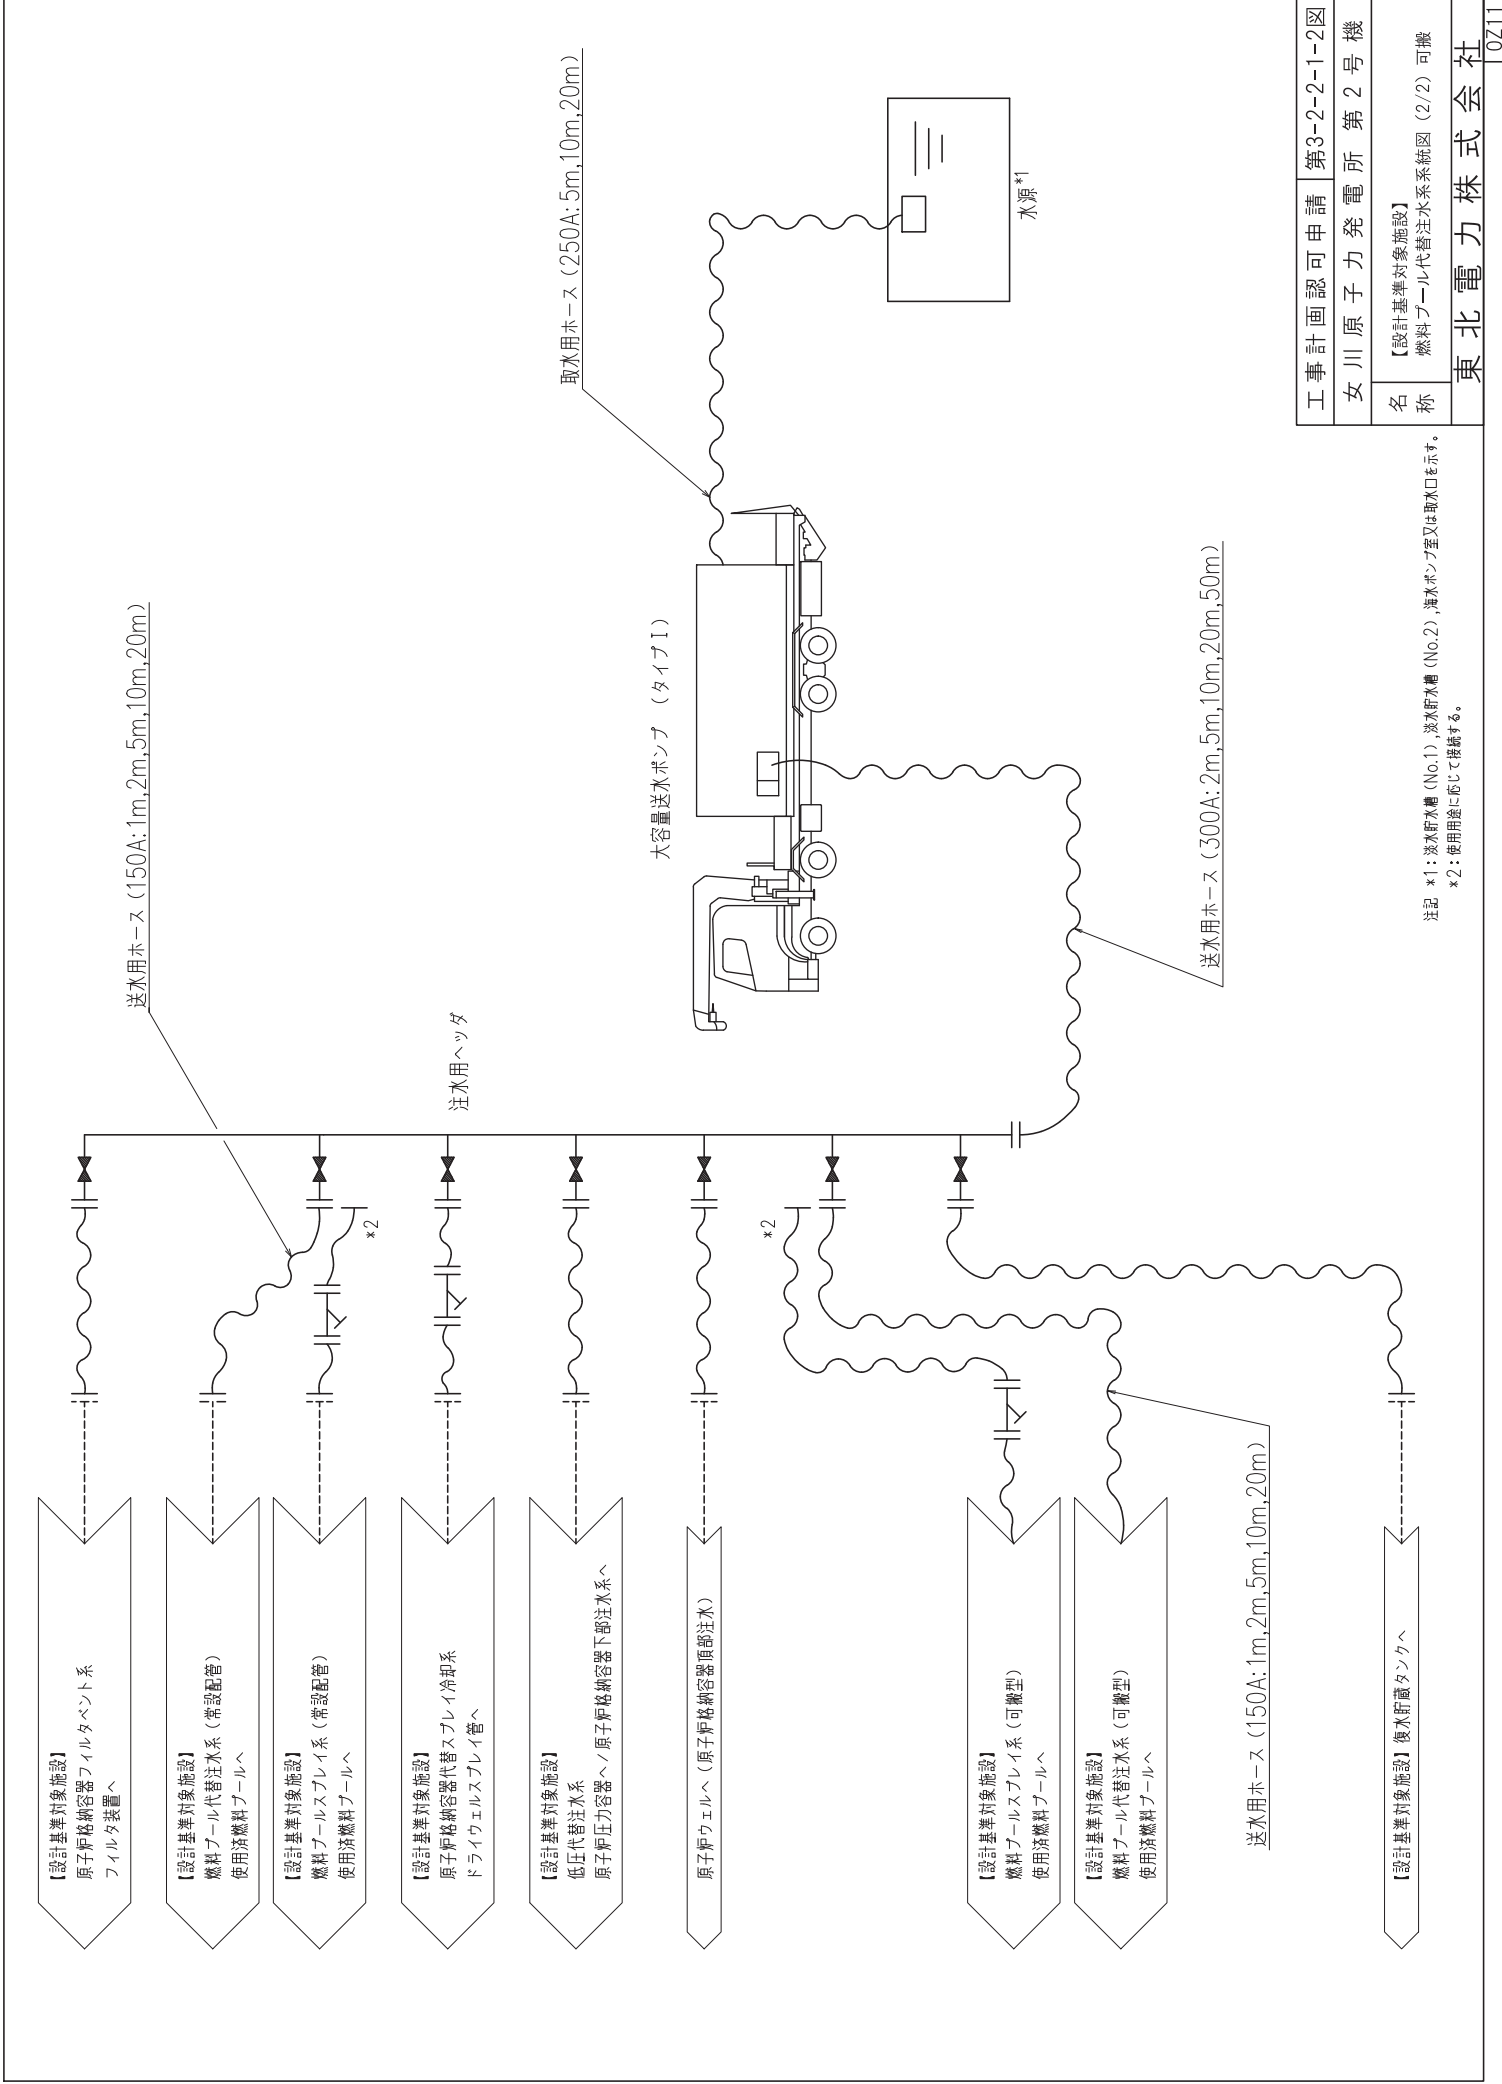 【設計基準対象施設】
原子炉格納容器フィルタベント系
フィルタ装置へ
【設計基準対象施設】
燃料プール代替注水系（常設配管）
使用済燃料プールへ
【設計基準対象施設】
燃料プールスプレイ系（常設配管）
使用済燃料プールへ
【設計基準対象施設】
原子炉格納容器代替スプレイ冷却系
ドライウェルスプレイ管へ
【設計基準対象施設】
低圧代替注水系
原子炉圧力容器へ／原子炉格納容器下部注水系へ
原子炉ウェルへ（原子炉格納容器頂部注水）
【設計基準対象施設】
燃料プールスプレイ系（可搬型）
使用済燃料プールへ
【設計基準対象施設】
燃料プール代替注水系（可搬型）
使用済燃料プールへ
【設計基準対象施設】復水貯蔵タンクへ
送水用ホース（150A:1m,2m,5m,10m,20m）
*2
*2
送水用ホース（150A:1m,2m,5m,10m,20m）
注水用ヘッダ
大容量送水ポンプ（タイプⅠ）
取水用ホース（250A:5m,10m,20m）
水源*1
送水用ホース（300A:2m,5m,10m,20m,50m）
注記 *1：淡水貯水槽（No.1）,淡水貯水槽（No.2）,海水ポンプ室又は取水口を示す。
*2：使用用途に応じて接続する。
工事計画認可申請 第3-2-2-1-2図
女川原子力発電所 第2号機
名称
【設計基準対象施設】
燃料プール代替注水系系統図（2/2）可搬
東北電力株式会社
0Z11